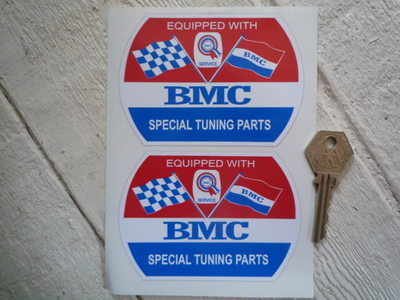 EQUIPPED WITH
SERVICE
BMC
BMC
SPECIAL TUNING PARTS
EQUIPPED WITH
SERVICE
BMC
BMC
SPECIAL TUNING PARTS